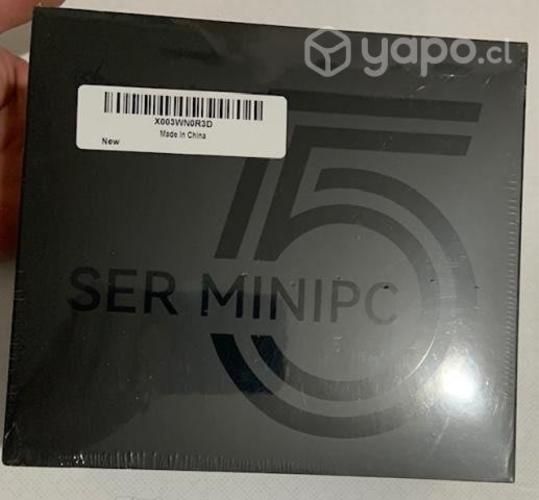 yapo.cl
X003WN0R3D
Made In China
New
5
SER MINIPC